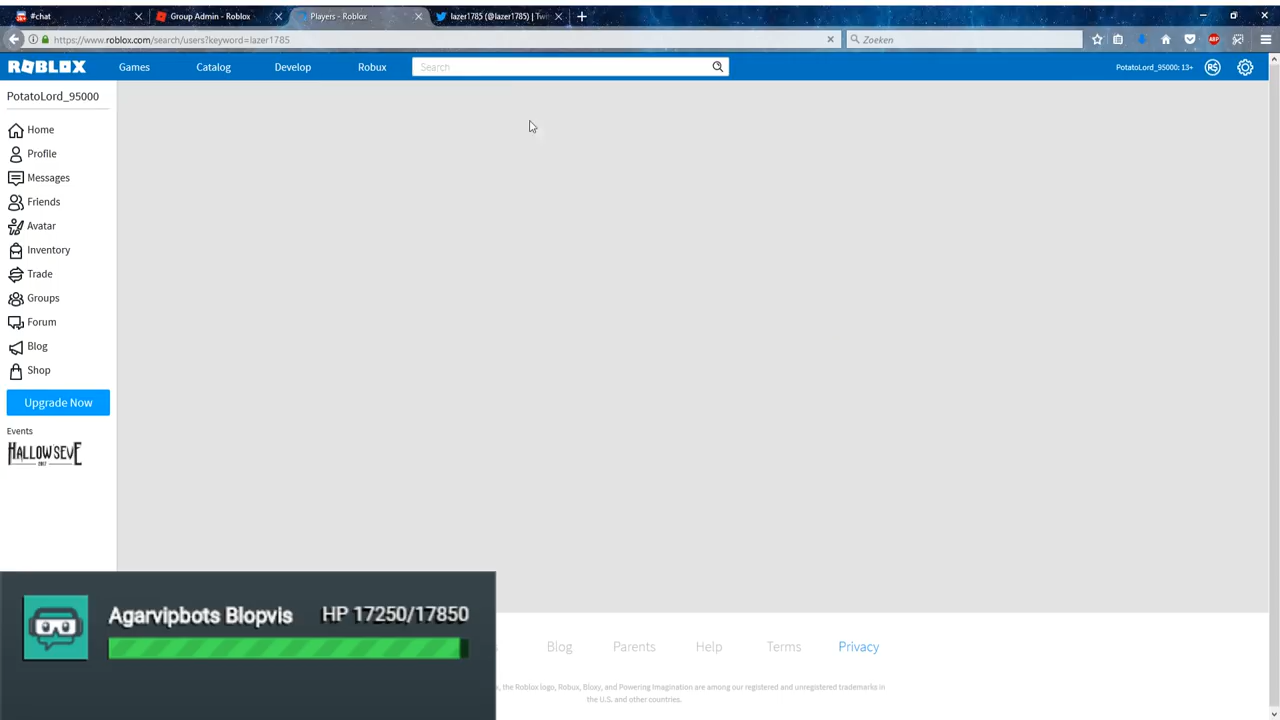 #chat
Group Admin - Roblox
Players - Roblox
lazer1785 (@lazer1785) | Twi
https://www.roblox.com/search/users?keyword=lazer1785
Zoeken
ROBLOX
Games
Catalog
Develop
Robux
Search
PotatoLord_95000: 13+
R$
PotatoLord_95000
Home
Profile
Messages
Friends
Avatar
Inventory
Trade
Groups
Forum
Blog
Shop
Upgrade Now
Events
HALLOW'S EVE
2017
Agarvipbots Blopvis HP 17250/17850
s
Blog
Parents
Help
Terms
Privacy
, the Roblox logo, Robux, Bloxy, and Powering Imagination are among our registered and unregistered trademarks in
the U.S. and other countries.